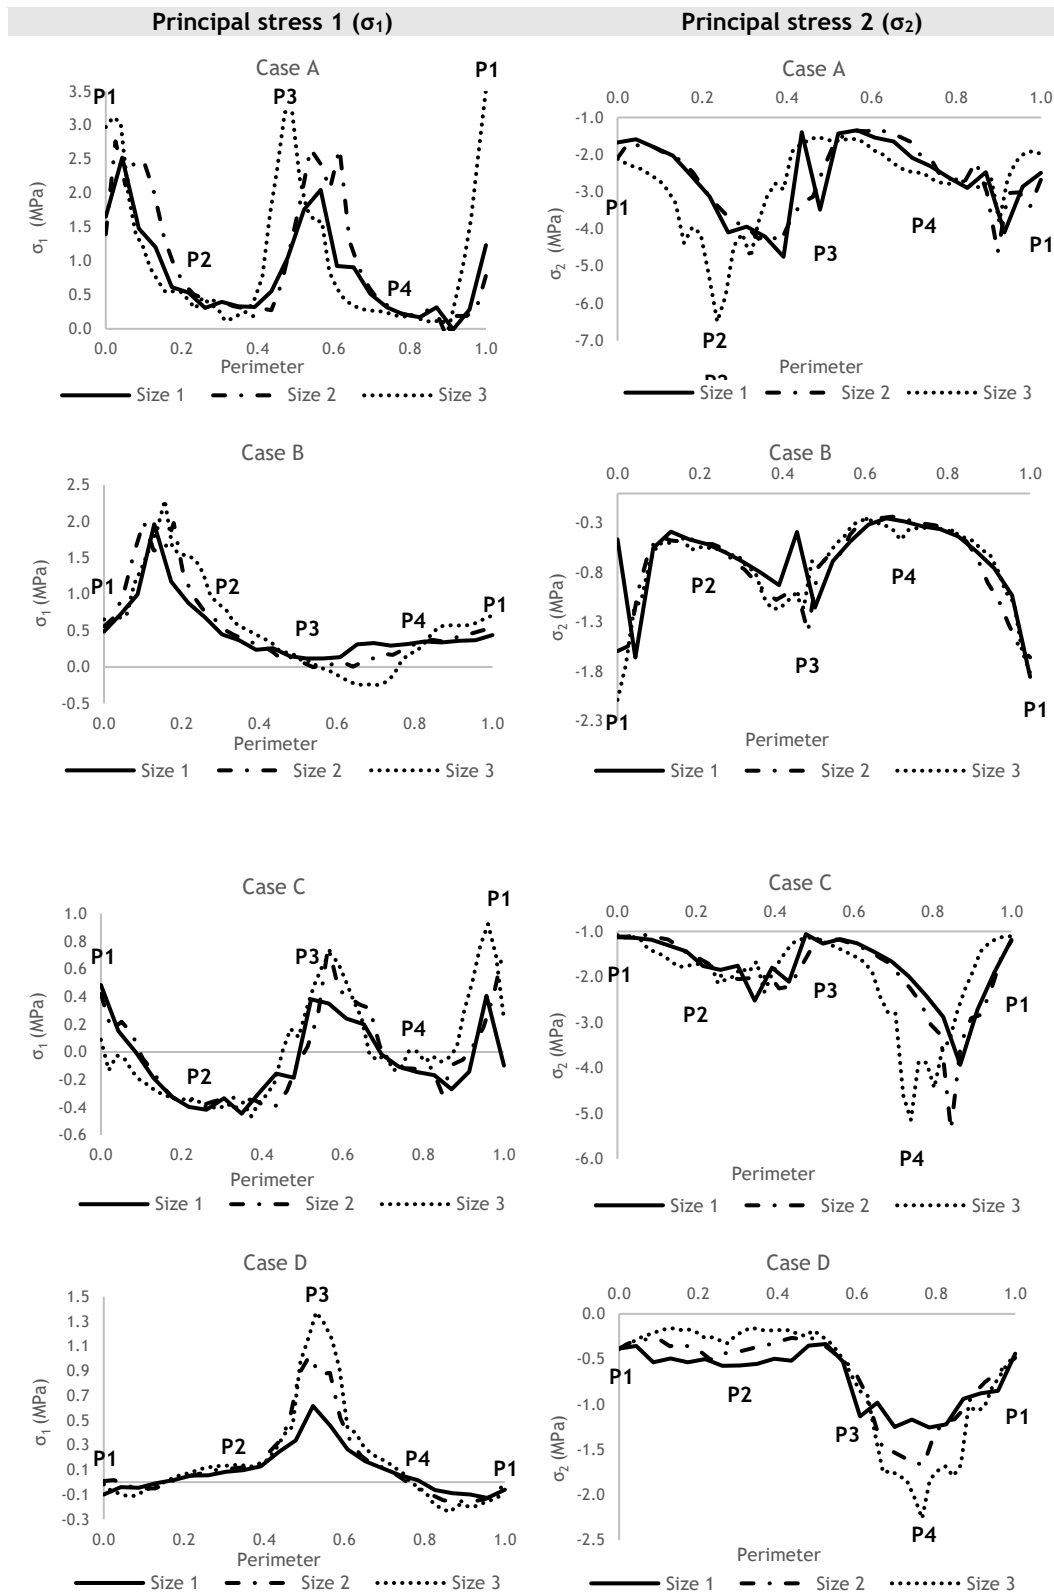 Principal stress 1 (σ1) Principal stress 2 (σ2)
Case A
P1 P3 P1
3.5
3.0
2.5
2.0
1.5
1.0
0.5
0.0
σ1 (MPa)
P2
P4
0.0 0.2 0.4 0.6 0.8 1.0
Perimeter
Size 1 Size 2 Size 3
Case A
0.0 0.2 0.4 0.6 0.8 1.0
-1.0
-2.0
-3.0
-4.0
-5.0
-6.0
-7.0
σ2 (MPa)
P1
P3
P4
P1
P2
Perimeter
Size 1 Size 2 Size 3
Case B
2.5
2.0
1.5
1.0
0.5
0.0
-0.5
σ1 (MPa)
P1
P2
P3
P4
P1
0.0 0.2 0.4 0.6 0.8 1.0
Perimeter
Size 1 Size 2 Size 3
Case B
0.0 0.2 0.4 0.6 0.8 1.0
-0.3
-0.8
-1.3
-1.8
-2.3
σ2 (MPa)
P2
P4
P3
P1
P1
Perimeter
Size 1 Size 2 Size 3
Case C
1.0
0.8
0.6
0.4
0.2
0.0
-0.2
-0.4
-0.6
σ1 (MPa)
P1
P2
P3
P4
P1
0.0 0.2 0.4 0.6 0.8 1.0
Perimeter
Size 1 Size 2 Size 3
Case C
0.0 0.2 0.4 0.6 0.8 1.0
-1.0
-2.0
-3.0
-4.0
-5.0
-6.0
σ2 (MPa)
P1
P2
P3
P1
P4
Perimeter
Size 1 Size 2 Size 3
Case D
1.5
1.3
1.1
0.9
0.7
0.5
0.3
0.1
-0.1
-0.3
σ1 (MPa)
P3
P1
P2
P4
P1
0.0 0.2 0.4 0.6 0.8 1.0
Perimeter
Size 1 Size 2 Size 3
Case D
0.0 0.2 0.4 0.6 0.8 1.0
0.0
-0.5
-1.0
-1.5
-2.0
-2.5
σ2 (MPa)
P1
P2
P3
P1
P4
Perimeter
Size 1 Size 2 Size 3